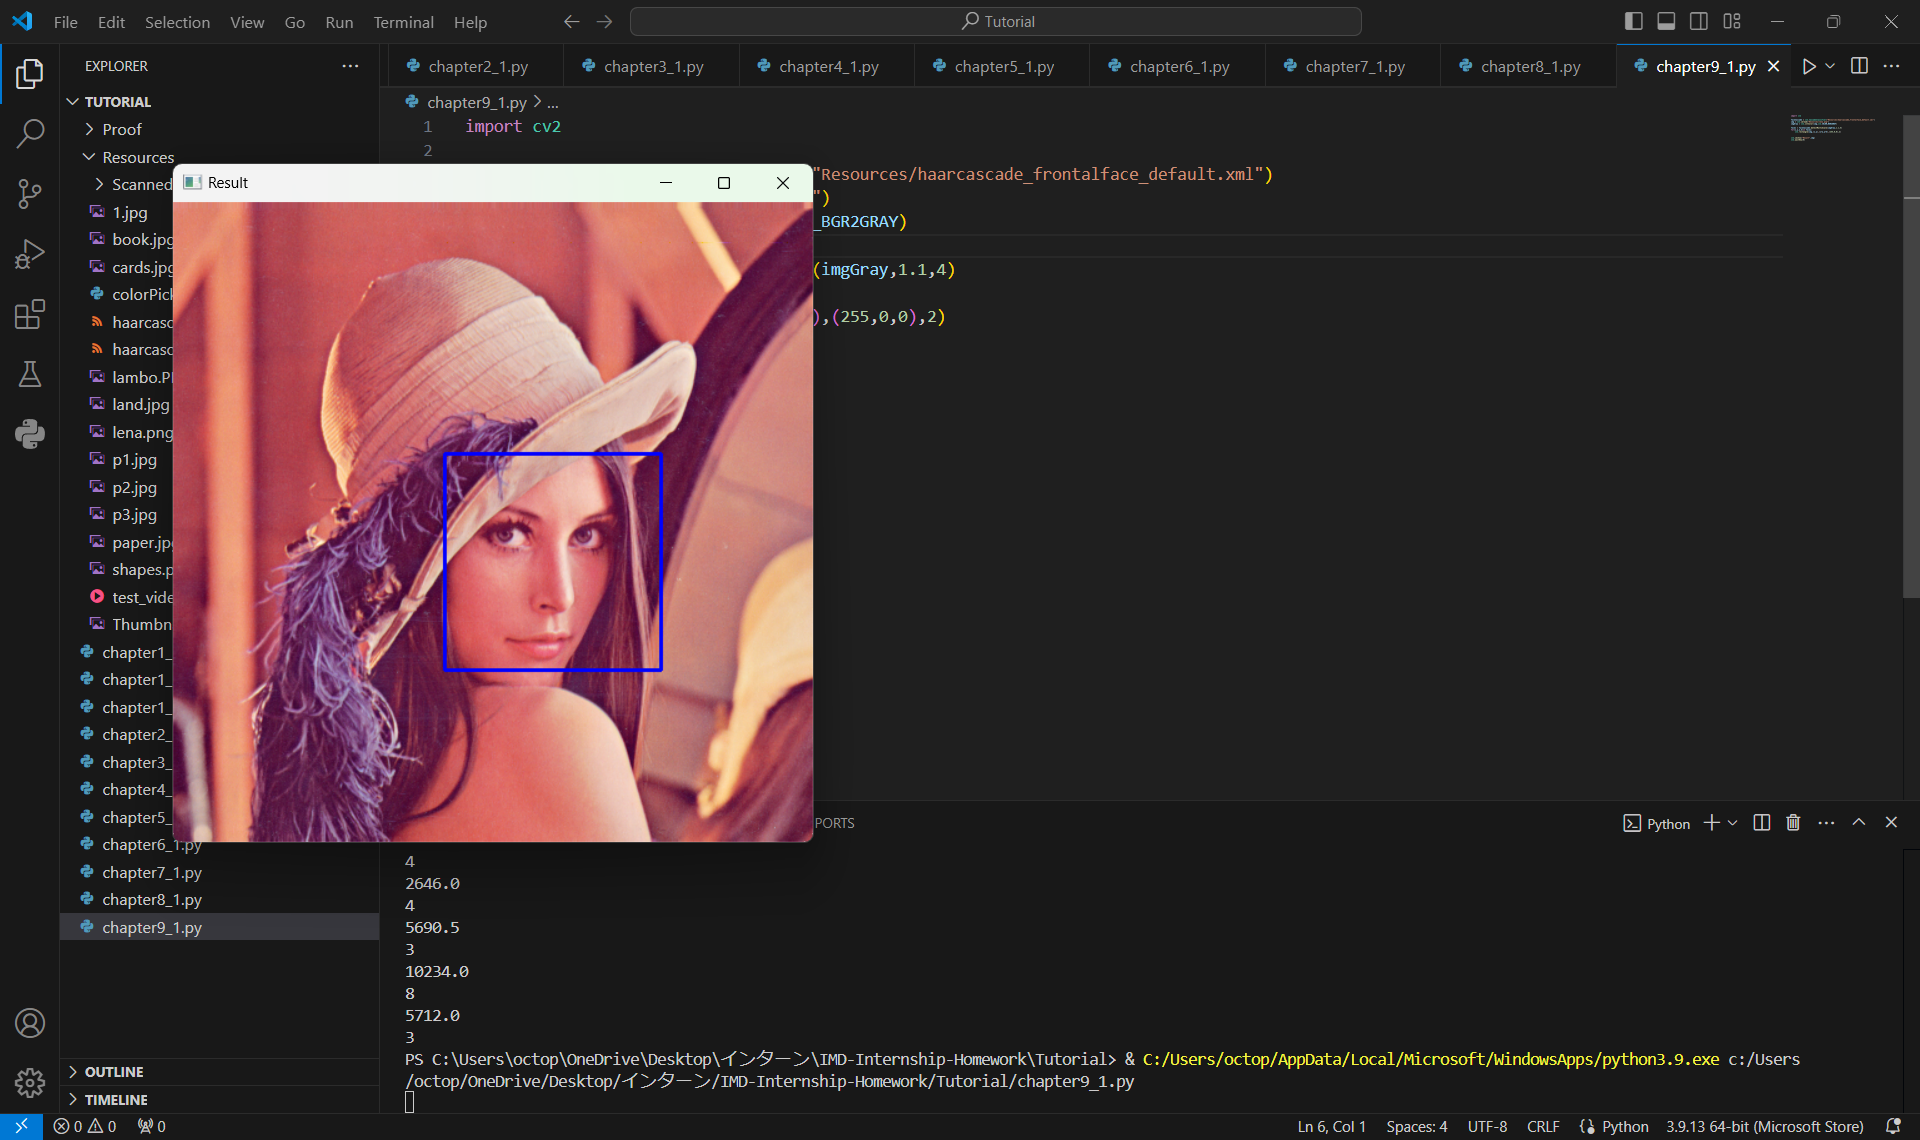 File Edit Selection View Go Run Terminal Help
Tutorial
EXPLORER
chapter2_1.py chapter3_1.py chapter4_1.py chapter5_1.py chapter6_1.py chapter7_1.py chapter8_1.py chapter9_1.py
TUTORIAL
chapter9_1.py > ...
Proof
Resources
Scanned
1.jpg
book.jpg
cards.jpg
colorPick
haarcasc
haarcasc
lambo.P
land.jpg
lena.png
p1.jpg
p2.jpg
p3.jpg
paper.jp
shapes.p
test_vide
Thumbn
chapter1_
chapter1_
chapter1_
chapter2_
chapter3_
chapter4_
chapter5_
chapter6_1.py
chapter7_1.py
chapter8_1.py
chapter9_1.py
OUTLINE
TIMELINE
1 import cv2
2
"Resources/haarcascade_frontalface_default.xml")
")
_BGR2GRAY)
(imgGray,1.1,4)
),(255,0,0),2)
Result
PORTS
Python
4
2646.0
4
5690.5
3
10234.0
8
5712.0
3
PS C:\Users\octop\OneDrive\Desktop\インターン\IMD-Internship-Homework\Tutorial> & C:/Users/octop/AppData/Local/Microsoft/WindowsApps/python3.9.exe c:/Users
/octop/OneDrive/Desktop/インターン/IMD-Internship-Homework/Tutorial/chapter9_1.py
0 0 0 Ln 6, Col 1 Spaces: 4 UTF-8 CRLF Python 3.9.13 64-bit (Microsoft Store)